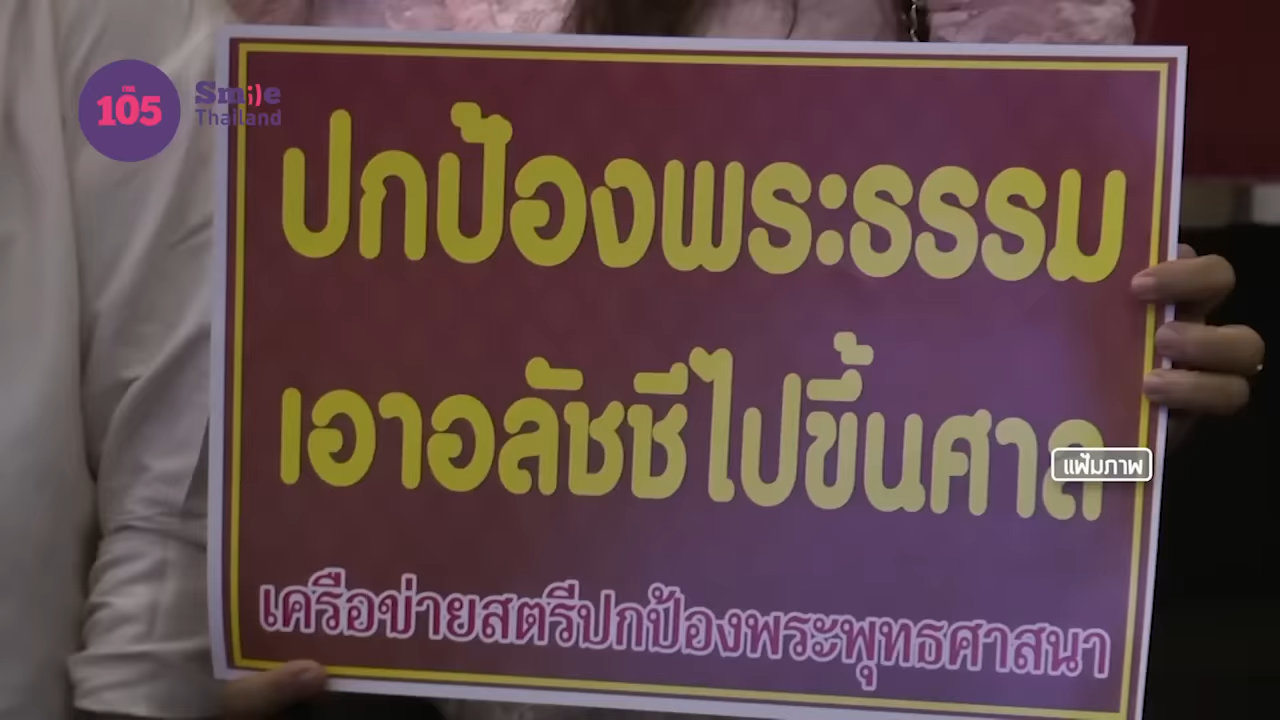 105
Smile
Thailand
ปกป้องพระธรรม
เอาอลัชชีไปขึ้นศาล
แฟ้มภาพ
เครือข่ายสตรีปกป้องพระพุทธศาสนา